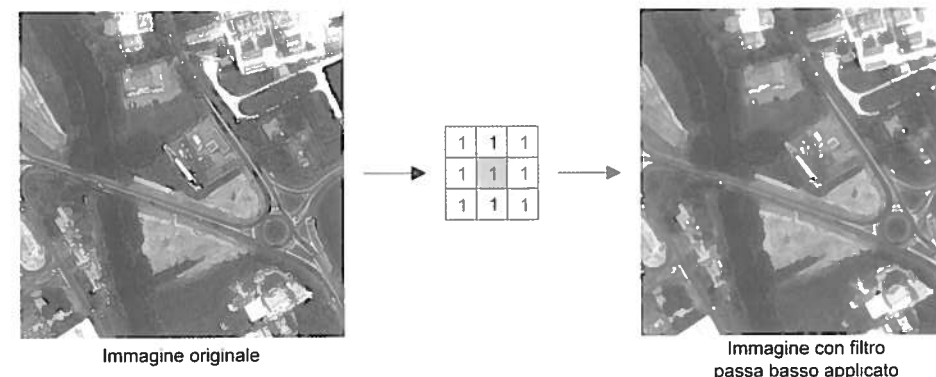 1 1 1
1 1 1
1 1 1
Immagine originale
Immagine con filtro
passa basso applicato